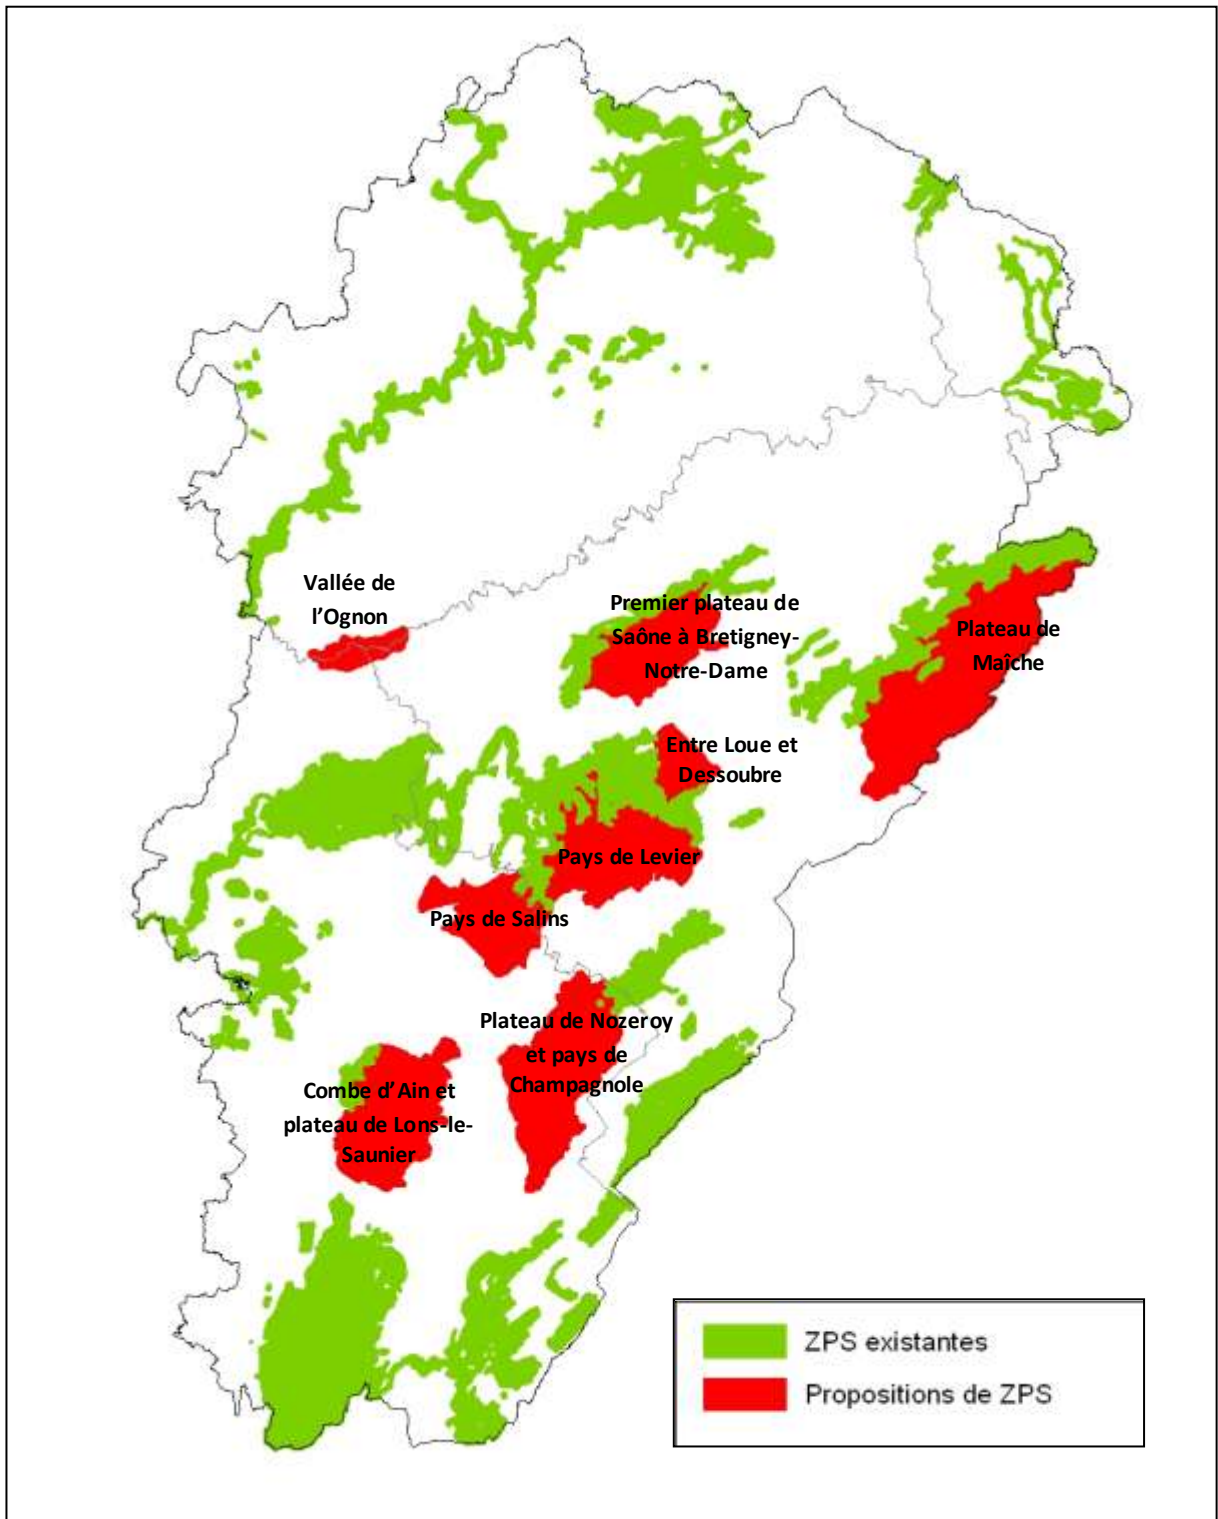 Vallée de
l’Ognon
Premier plateau de
Saône à Bretigney-
Notre-Dame
Plateau de
Maîche
Entre Loue et
Dessoubre
Pays de Levier
Pays de Salins
Plateau de Nozeroy
et pays de
Champagnole
Combe d’Ain et
plateau de Lons-le-
Saunier
ZPS existantes
Propositions de ZPS